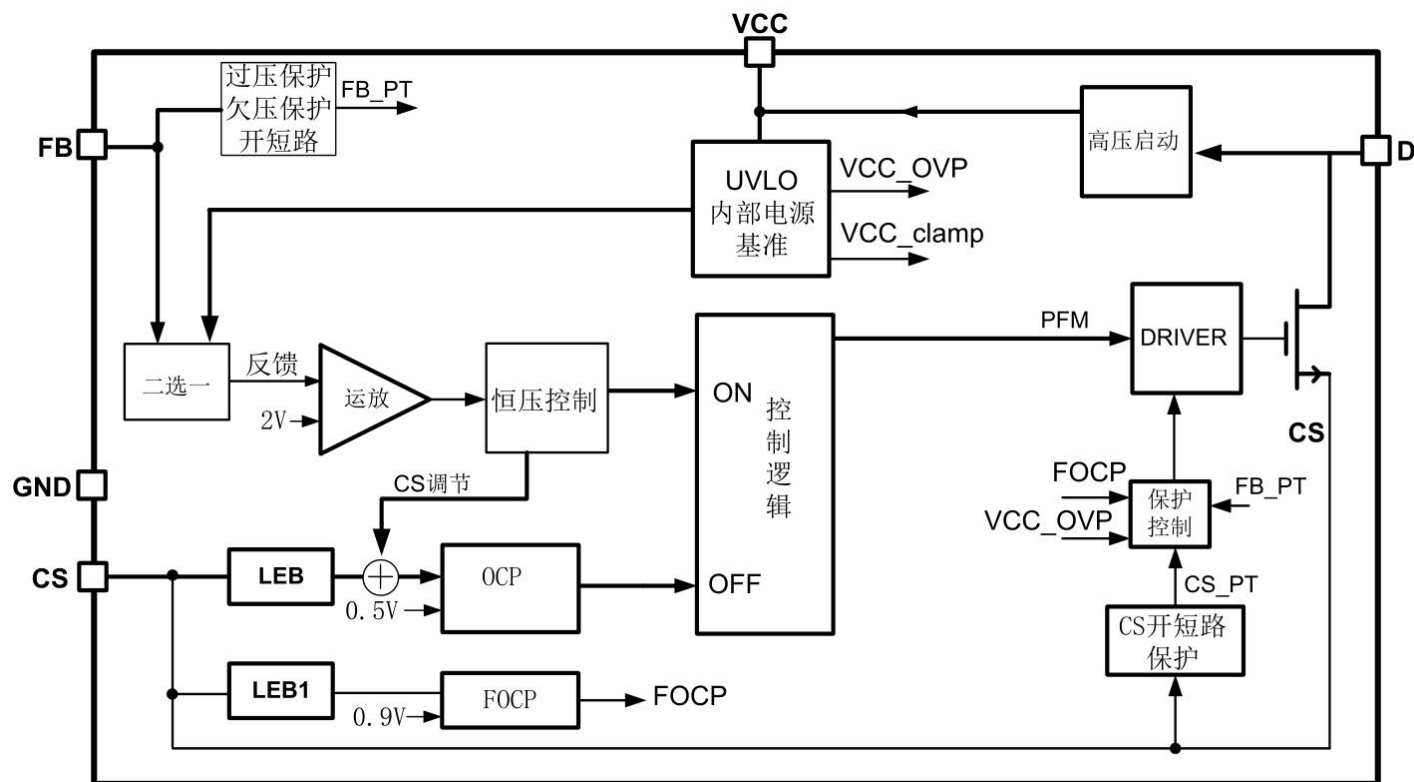 VCC
过压保护
欠压保护
开短路
FB_PT
FB
高压启动
D
UVLO
内部电源
基准
VCC_OVP
VCC_clamp
PFM
DRIVER
二选一
反馈
2V
运放
恒压控制
ON
控
制
逻
辑
OFF
CS
CS调节
GND
FOCP
VCC_OVP
保护
控制
FB_PT
CS
LEB
0.5V
OCP
CS_PT
CS开短路
保护
LEB1
0.9V
FOCP
FOCP